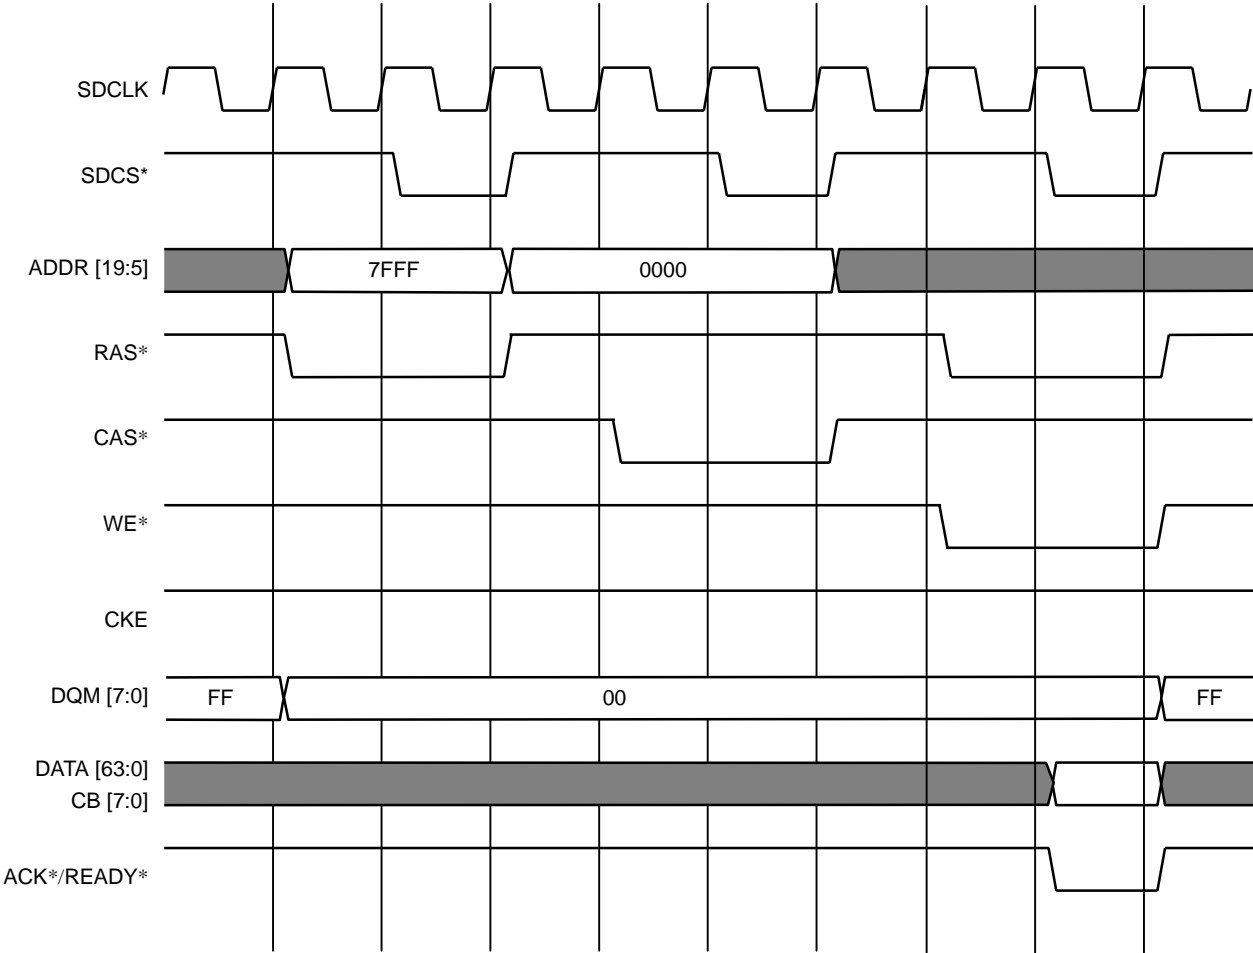 SDCLK
SDCS*
ADDR [19:5]
7FFF
0000
RAS*
CAS*
WE*
CKE
DQM [7:0]
FF
00
FF
DATA [63:0]
CB [7:0]
ACK*/READY*